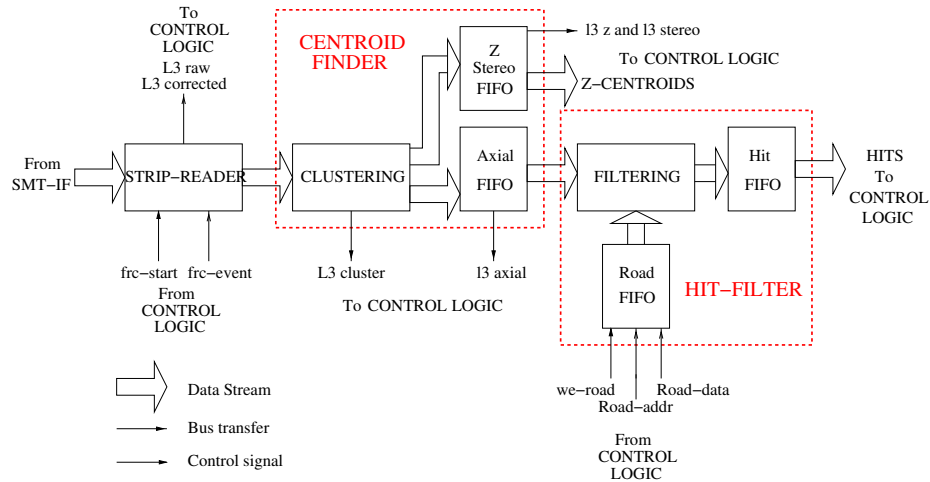 To
CONTROL
LOGIC
L3 raw
L3 corrected
CENTROID
FINDER
Z
Stereo
FIFO
l3 z and l3 stereo
To CONTROL LOGIC
Z−CENTROIDS
From
SMT−IF
STRIP−READER
CLUSTERING
Axial
FIFO
FILTERING
Hit
FIFO
HITS
To
CONTROL
LOGIC
frc−start
frc−event
From
CONTROL
LOGIC
L3 cluster
l3 axial
To CONTROL LOGIC
Road
FIFO
HIT−FILTER
we−road
Road−data
Road−addr
From
CONTROL
LOGIC
Data Stream
Bus transfer
Control signal